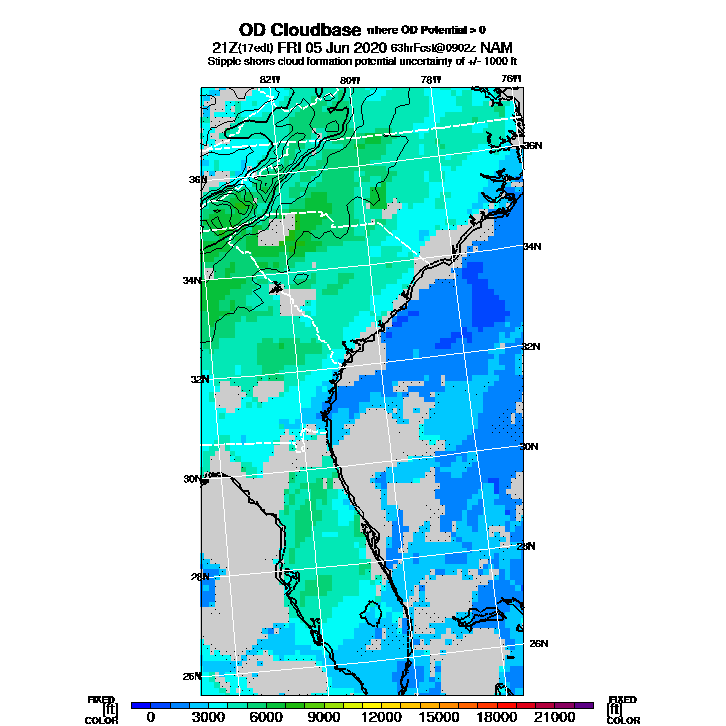 OD Cloudbase where OD Potential > 0
21Z(17edt) FRI 05 Jun 2020 63hrFcst@0902z NAM
Stipple shows cloud formation potential uncertainty of +/- 1000 ft
82W 80W 78W 76W
36N 36N
34N 34N
32N 32N
30N 30N
28N 28N
26N 26N
FIXED FIXED
[ft] [ft]
COLOR COLOR
0 3000 6000 9000 12000 15000 18000 21000